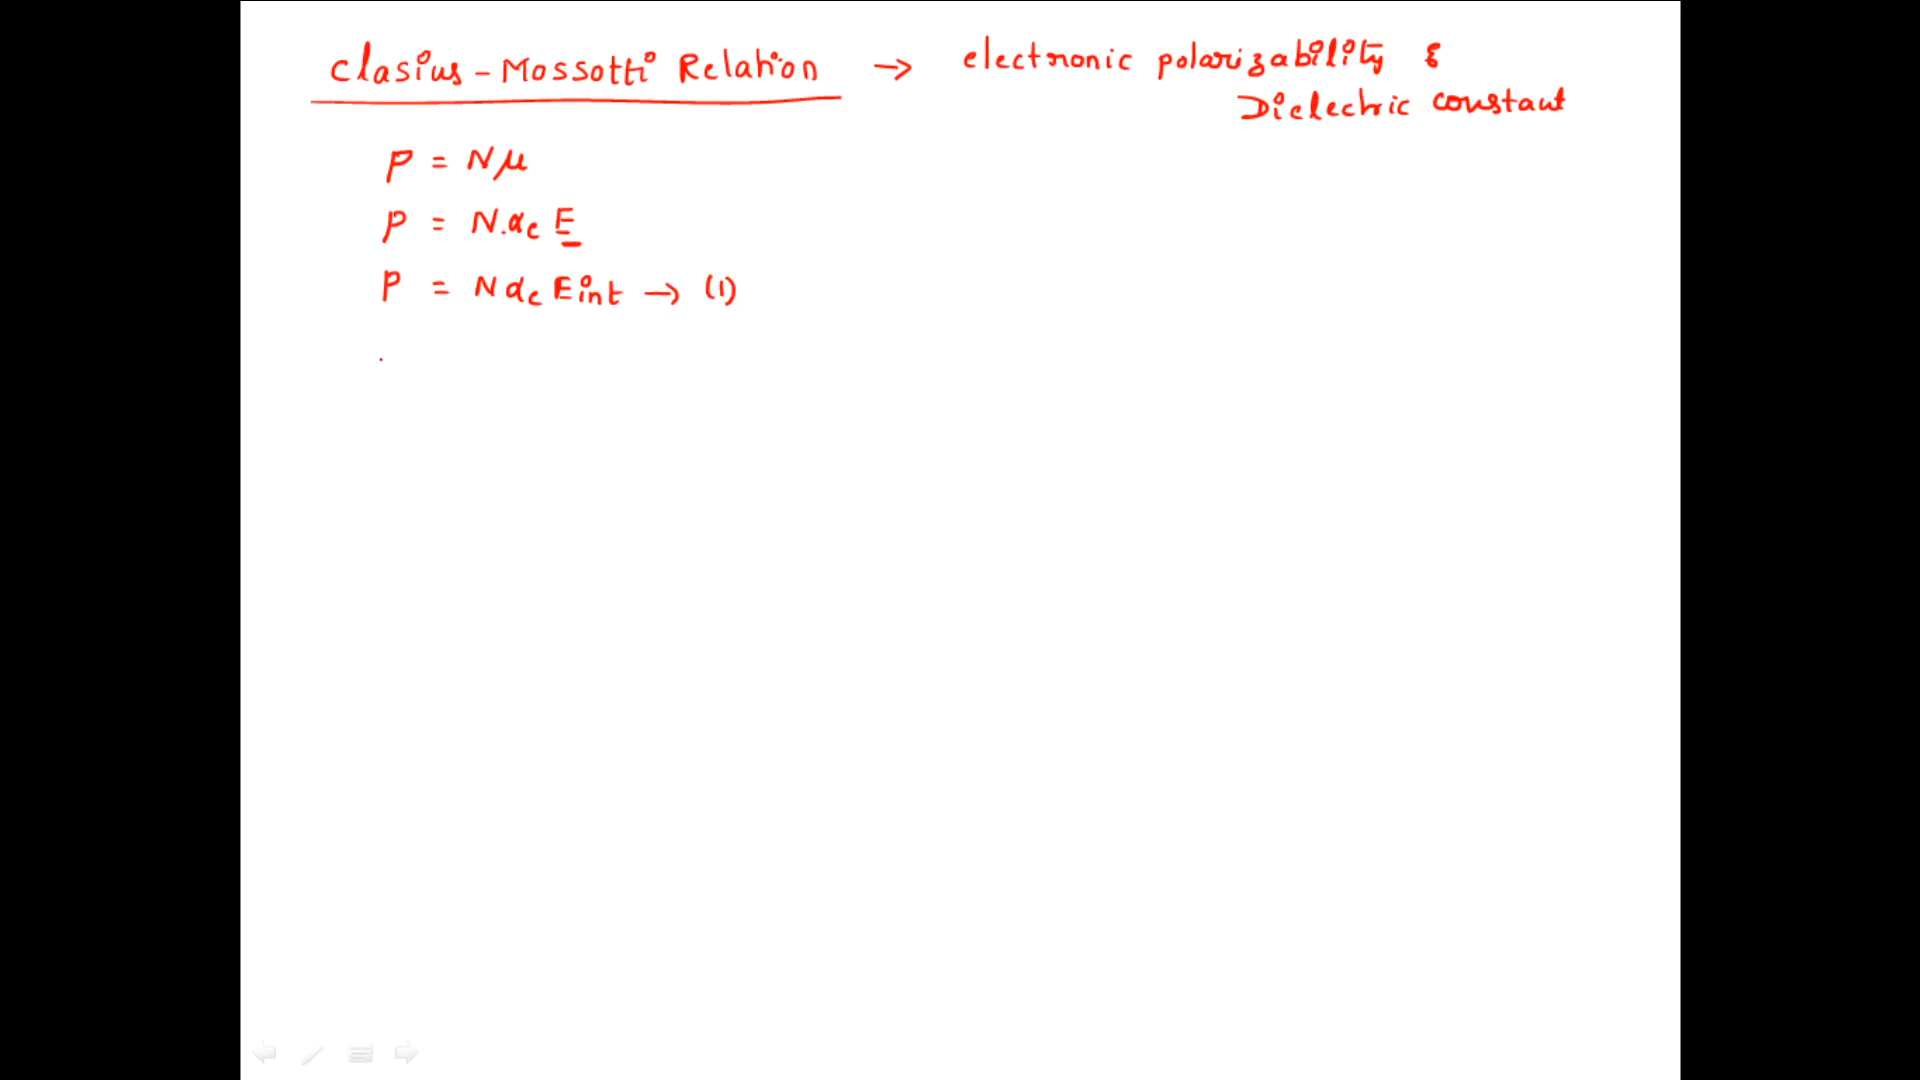 Clasius - Mossotti Relation → electronic polarizability &
Dielectric constant
P = Nμ
P = N.αe E
P = Nαe Eint → (1)